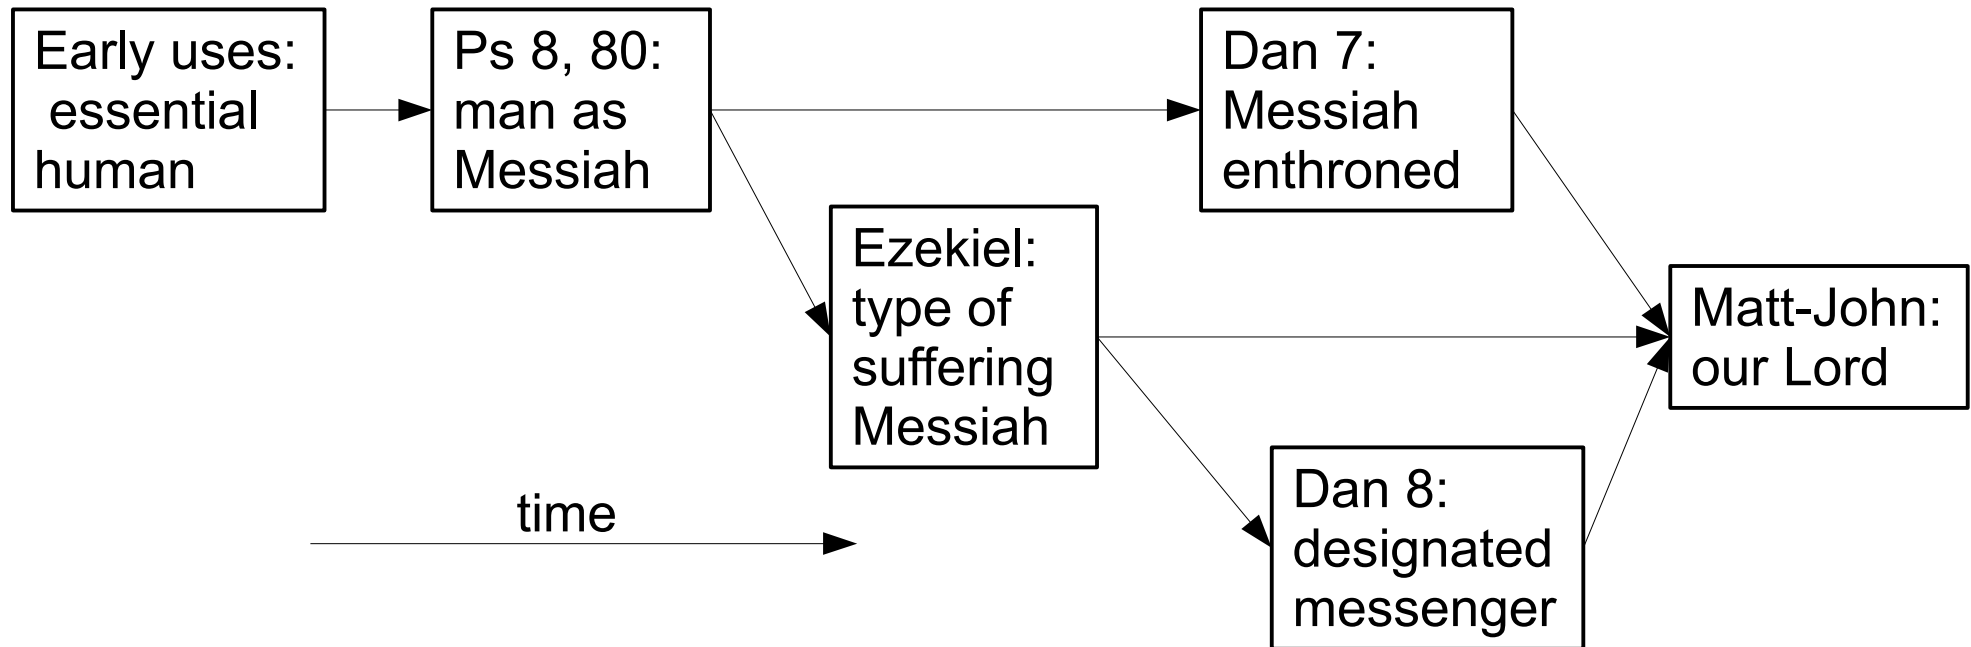 Early uses:
essential
human
Ps 8, 80:
man as
Messiah
Dan 7:
Messiah
enthroned
Ezekiel:
type of
suffering
Messiah
Matt-John:
our Lord
Dan 8:
designated
messenger
time